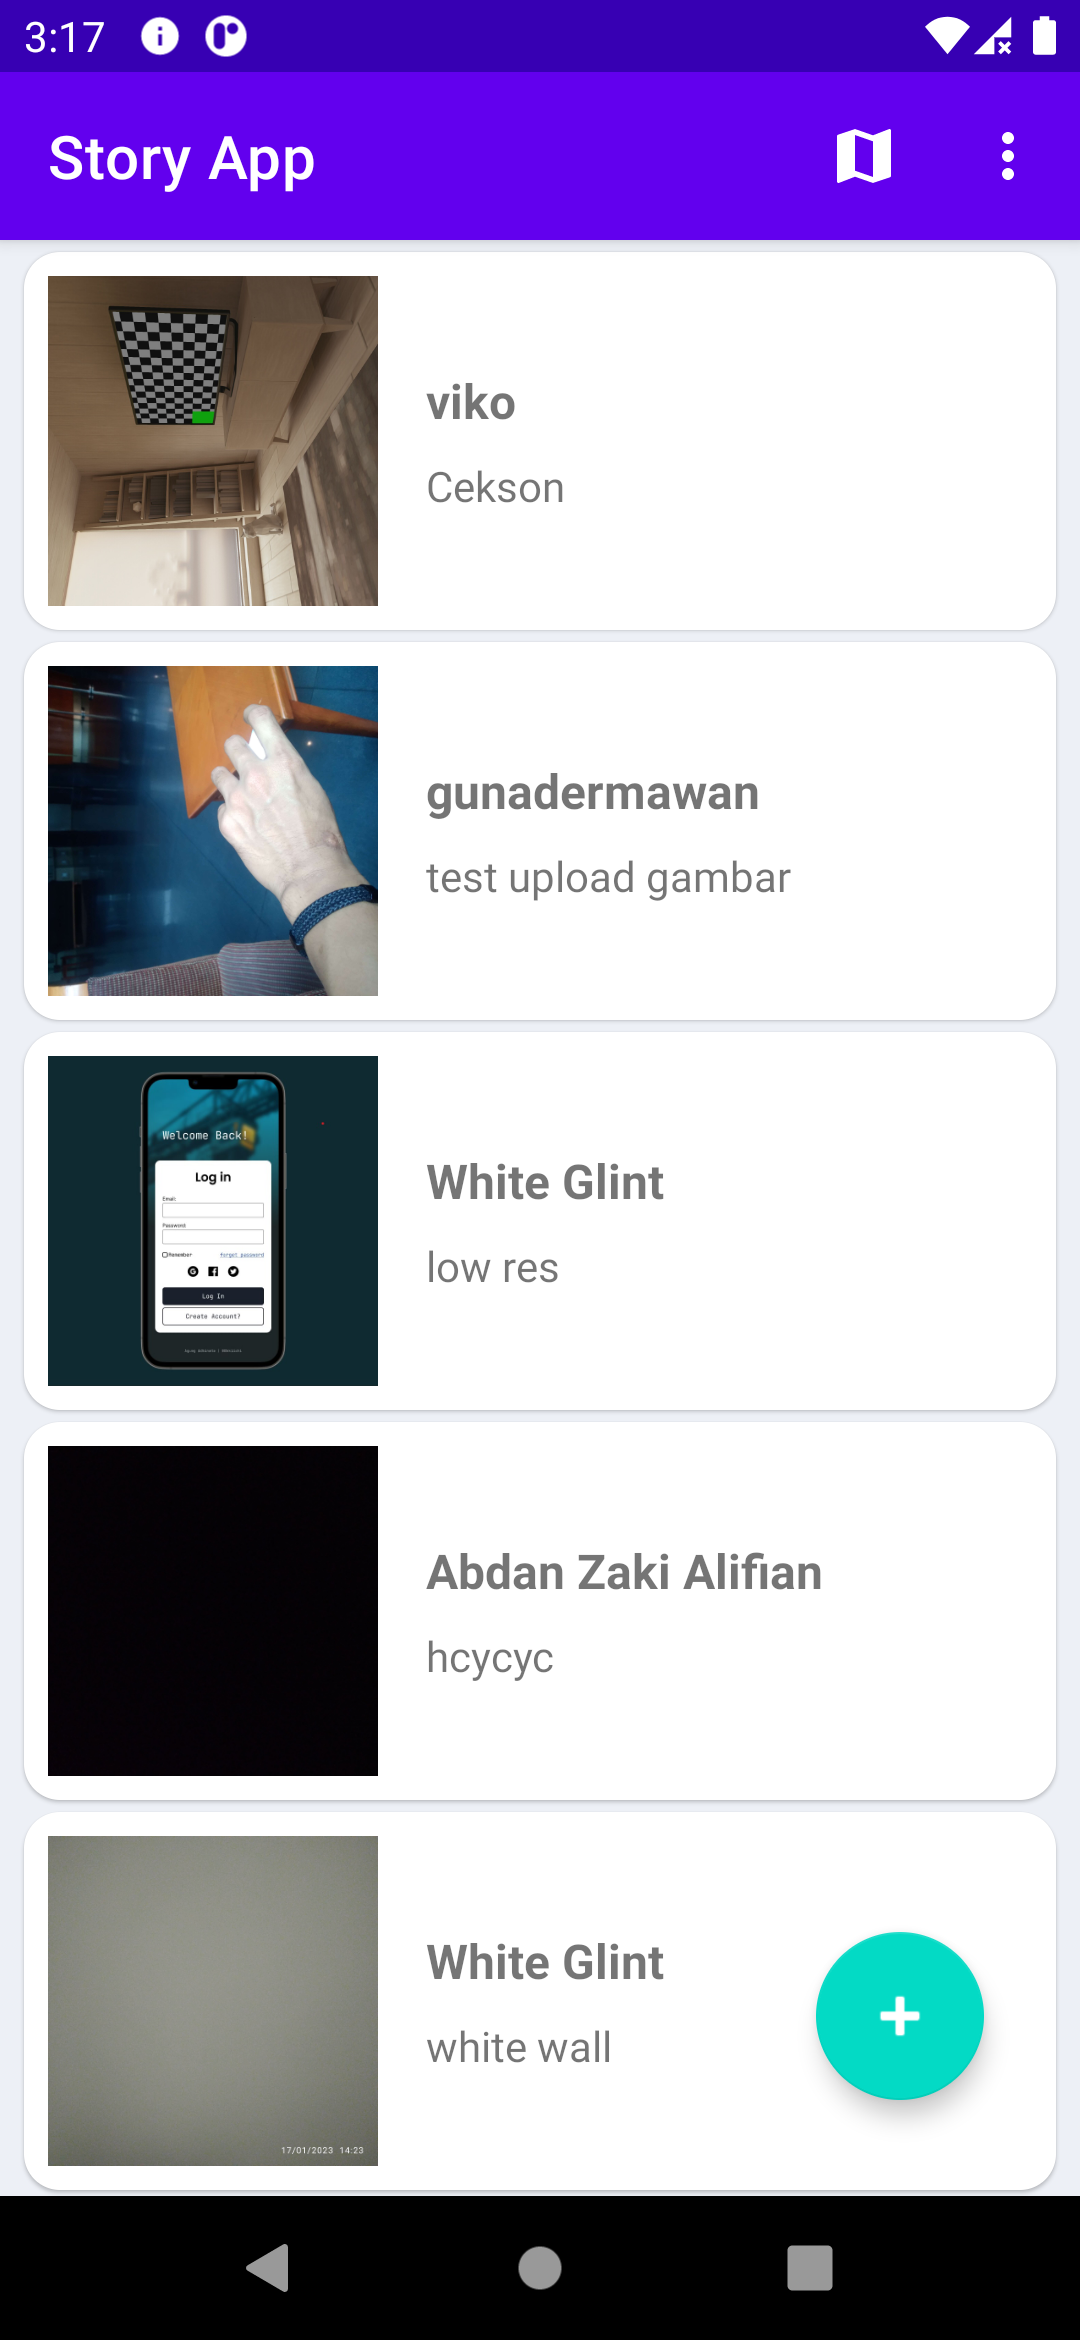 3:17
Story App
viko
Cekson
gunadermawan
test upload gambar
Welcome Back!
Log in
Email:
Password:
Remember
forgot password
Log In
Create Account?
White Glint
low res
Abdan Zaki Alifian
hcycyc
White Glint
white wall
17/01/2023 14:23